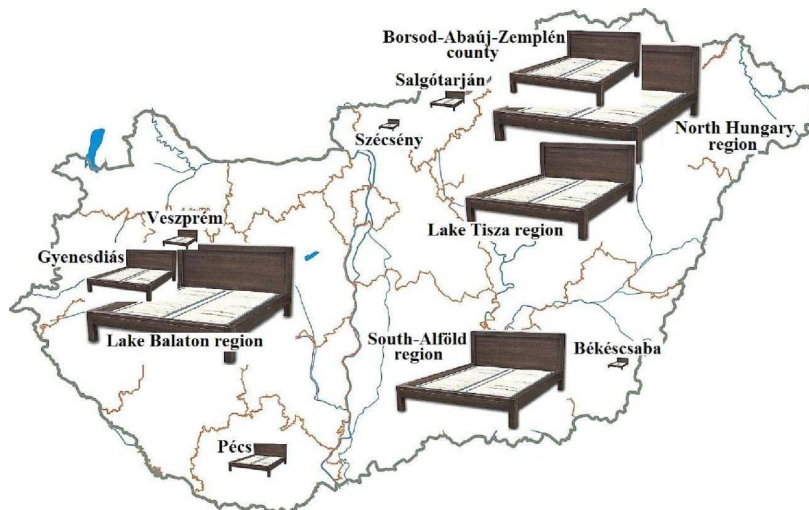 Borsod-Abaúj-Zemplén
county
Salgótarján
Szécsény
North Hungary
region
Veszprém
Lake Tisza region
Gyenesdiás
Lake Balaton region
South-Alföld
region
Békéscsaba
Pécs